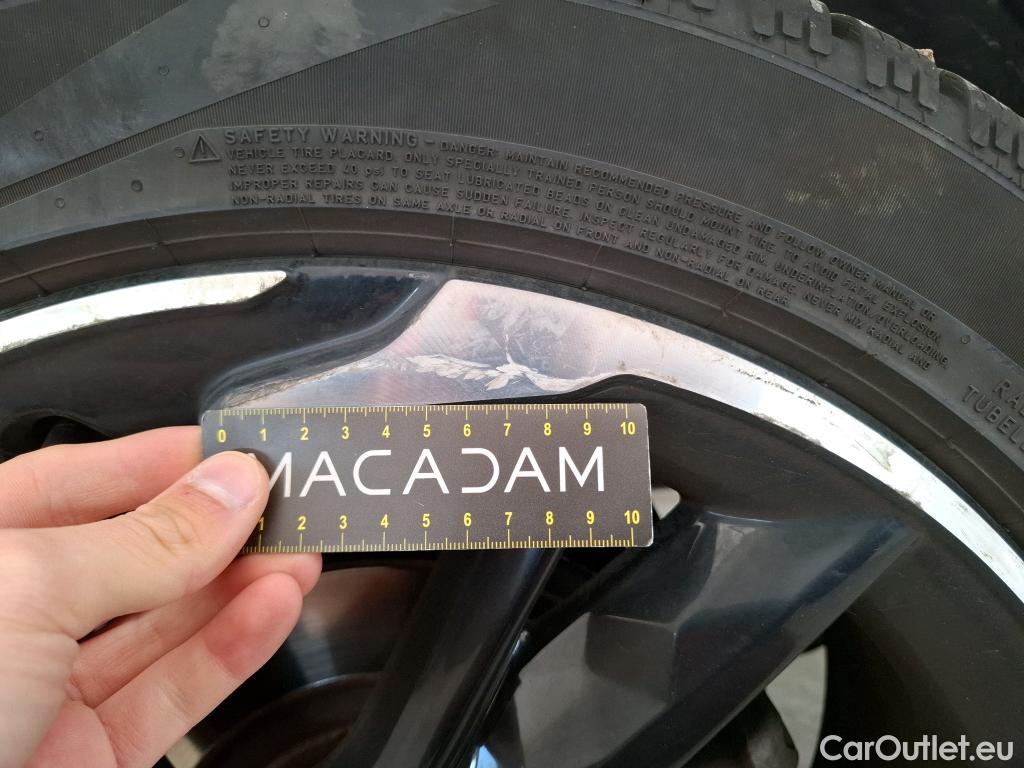 SAFETY WARNING – DANGER: MAINTAIN RECOMMENDED PRESSURE AND FOLLOW OWNER MANUAL OR
VEHICLE TIRE PLACARD. ONLY SPECIALLY TRAINED PERSON SHOULD MOUNT TIRE. TO AVOID FATAL EXPLOSION,
NEVER EXCEED 40 psi TO SEAT LUBRICATED BEADS ON CLEAN, UNDAMAGED RIM. UNDERINFLATION, OVERLOADING,
IMPROPER REPAIRS CAN CAUSE SUDDEN FAILURE. INSPECT REGULARLY FOR DAMAGE. NEVER MIX RADIAL AND
NON-RADIAL TIRES ON SAME AXLE OR RADIAL ON FRONT AND NON-RADIAL ON REAR.
TUBEL
0 1 2 3 4 5 6 7 8 9 10
MACADAM
1 2 3 4 5 6 7 8 9 10
CarOutlet.eu